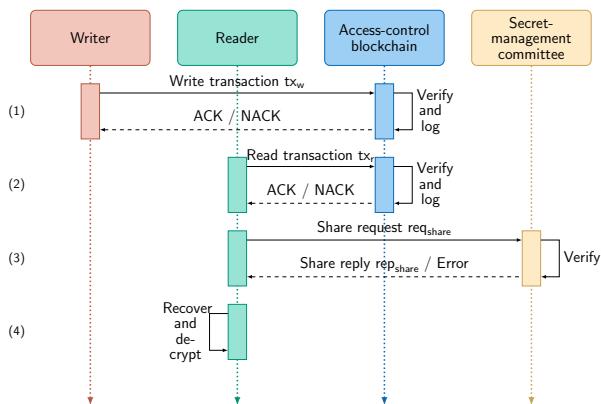 Writer
Reader
Access-control
blockchain
Secret-
management
committee
(1)
Write transaction txw
ACK / NACK
Verify
and
log
(2)
Read transaction txr
ACK / NACK
Verify
and
log
(3)
Share request reqshare
Share reply repshare / Error
Verify
(4)
Recover
and
de-
crypt